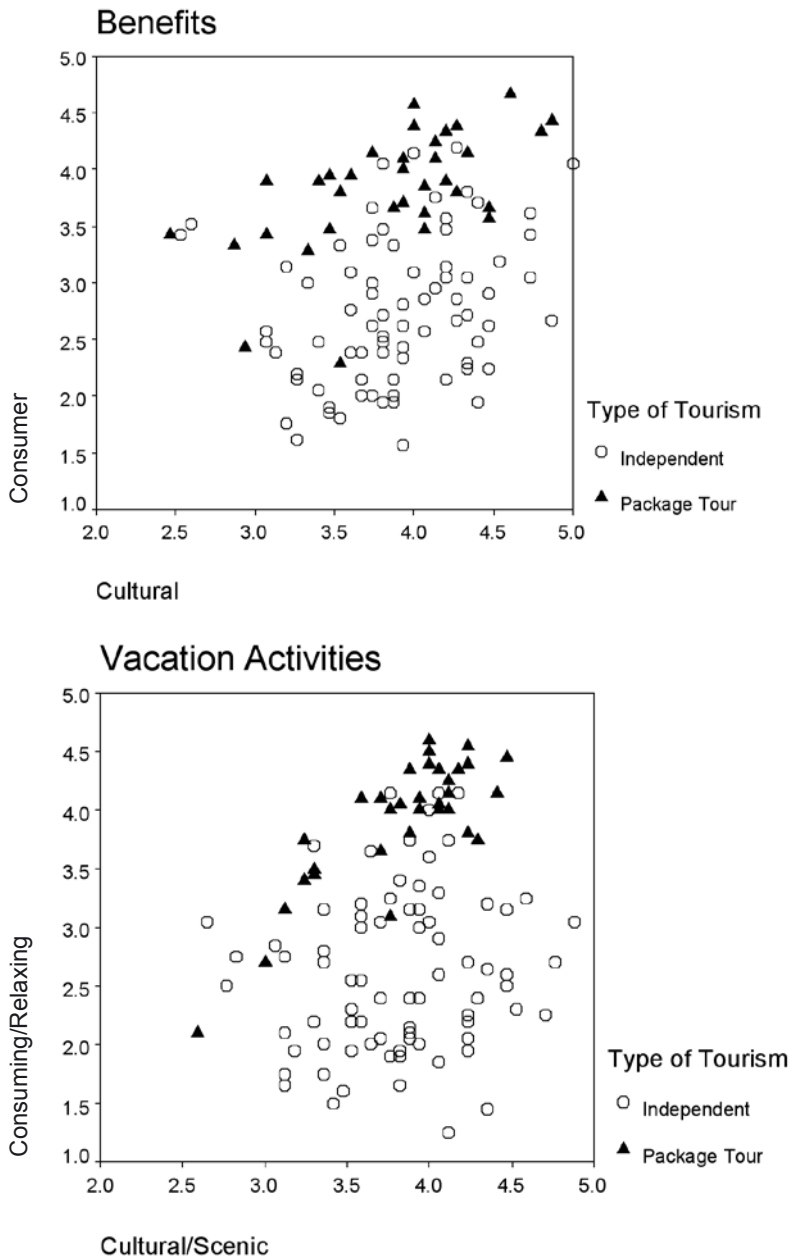 Benefits
5.0
4.5
4.0
3.5
3.0
2.5
2.0
1.5
1.0
Consumer
2.0 2.5 3.0 3.5 4.0 4.5 5.0
Cultural
Type of Tourism
Independent
Package Tour
Vacation Activities
5.0
4.5
4.0
3.5
3.0
2.5
2.0
1.5
1.0
Consuming/Relaxing
2.0 2.5 3.0 3.5 4.0 4.5 5.0
Cultural/Scenic
Type of Tourism
Independent
Package Tour